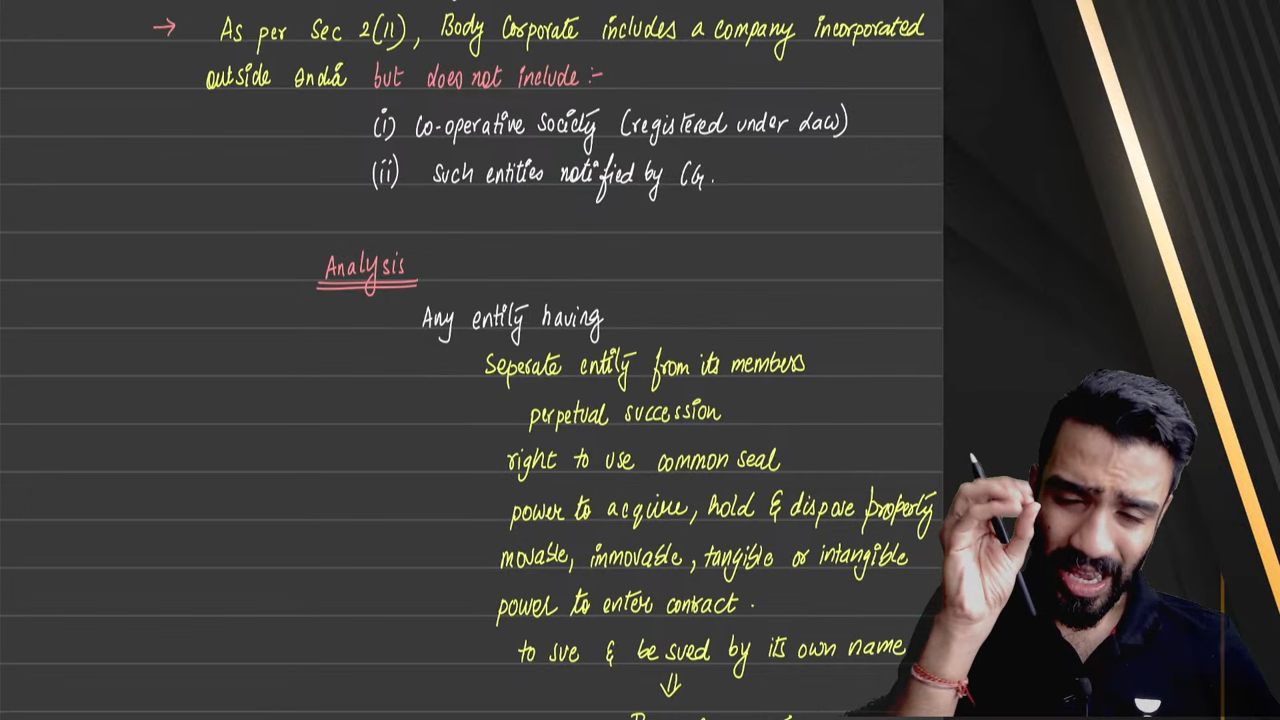 → As per Sec 2(11), Body Corporate includes a company incorporated
outside India but does not include :-
(i) Co-operative Society (registered under Law)
(ii) Such entities notified by CG.
Analysis
Any entity having
Seperate entity from its members
perpetual succession
right to use common seal
power to acquire, hold & dispose property
movable, immovable, tangible or intangible
power to enter contract.
to sue & be sued by its own name
⇓